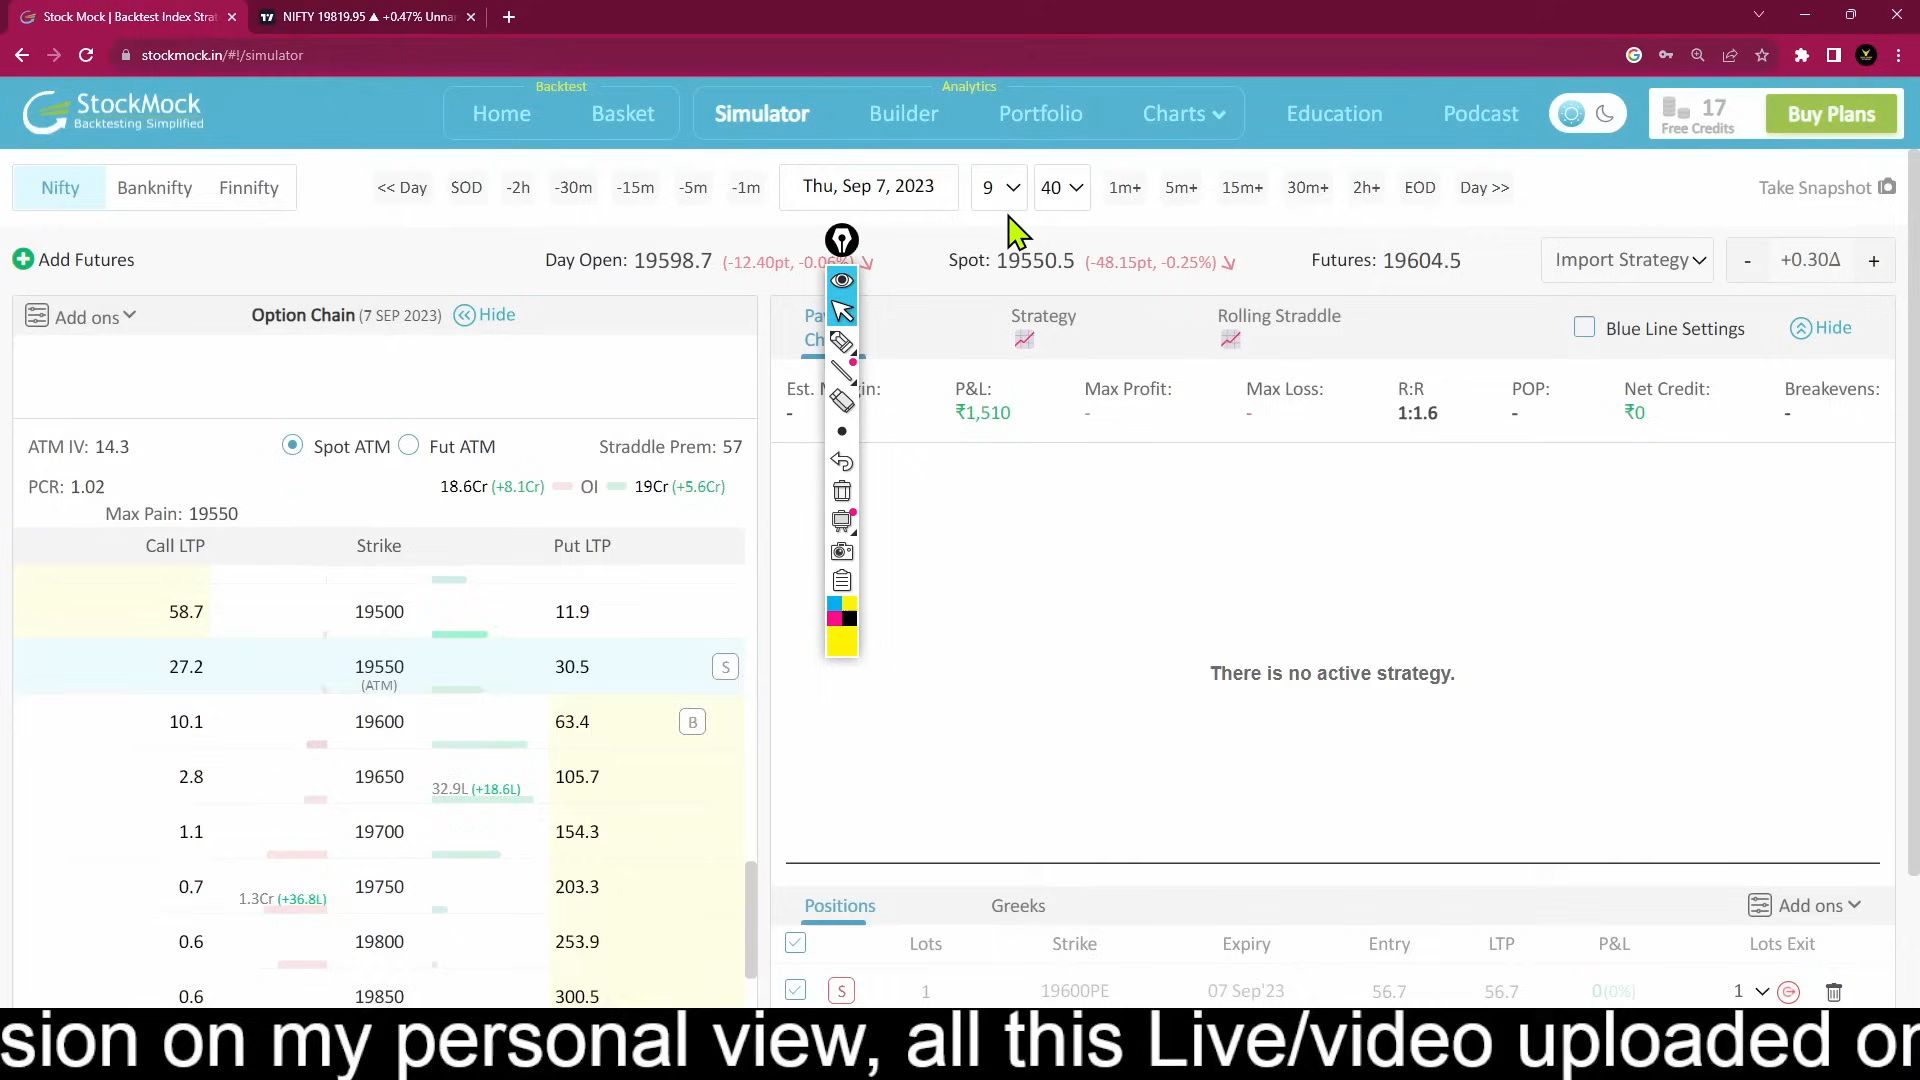 Stock Mock | Backtest Index Strat
NIFTY 19819.95 ▲ +0.47% Unna
stockmock.in/#!/simulator
StockMock
Backtesting Simplified
Backtest
Home
Basket
Analytics
Simulator
Builder
Portfolio
Charts
Education
Podcast
17
Free Credits
Buy Plans
Nifty
Banknifty
Finnifty
<< Day
SOD
-2h
-30m
-15m
-5m
-1m
Thu, Sep 7, 2023
9
40
1m+
5m+
15m+
30m+
2h+
EOD
Day >>
Take Snapshot
Add Futures
Day Open: 19598.7 (-12.40pt, -0.06%)
Spot: 19550.5 (-48.15pt, -0.25%)
Futures: 19604.5
Import Strategy
- +0.30Δ +
Add ons
Option Chain (7 SEP 2023)
Hide
Pa
Ch
Strategy
Rolling Straddle
Blue Line Settings
Hide
Est. in:
-
P&L:
₹1,510
Max Profit:
-
Max Loss:
-
R:R
1:1.6
POP:
-
Net Credit:
₹0
Breakevens:
-
ATM IV: 14.3
Spot ATM
Fut ATM
Straddle Prem: 57
PCR: 1.02
18.6Cr (+8.1Cr) OI 19Cr (+5.6Cr)
Max Pain: 19550
Call LTP Strike Put LTP
58.7 19500 11.9
27.2 19550 30.5 S
(ATM)
10.1 19600 63.4 B
2.8 19650 105.7
32.9L (+18.6L)
1.1 19700 154.3
0.7 19750 203.3
1.3Cr (+36.8L)
0.6 19800 253.9
0.6 19850 300.5
There is no active strategy.
Positions
Greeks
Add ons
Lots Strike Expiry Entry LTP P&L Lots Exit
S 1 19600PE 07 Sep'23 56.7 56.7 0(0%) 1
sion on my personal view, all this Live/video uploaded or